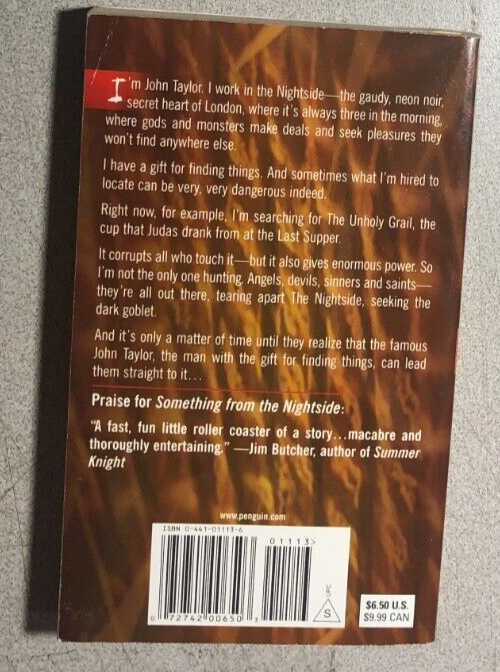 I'm John Taylor. I work in the Nightside—the gaudy, neon noir,
secret heart of London, where it's always three in the morning,
where gods and monsters make deals and seek pleasures they
won't find anywhere else.
I have a gift for finding things. And sometimes what I'm hired to
locate can be very, very dangerous indeed.
Right now, for example, I'm searching for The Unholy Grail, the
cup that Judas drank from at the Last Supper.
It corrupts all who touch it—but it also gives enormous power. So
I'm not the only one hunting. Angels, devils, sinners and saints—
they're all out there, tearing apart The Nightside, seeking the
dark goblet.
And it's only a matter of time until they realize that the famous
John Taylor, the man with the gift for finding things, can lead
them straight to it...
Praise for Something from the Nightside:
"A fast, fun little roller coaster of a story...macabre and
thoroughly entertaining." —Jim Butcher, author of Summer
Knight
www.penguin.com
ISBN 0-441-01113-6
01113>
0 72742 00650 3
UPC
S
$6.50 U.S.
$9.99 CAN